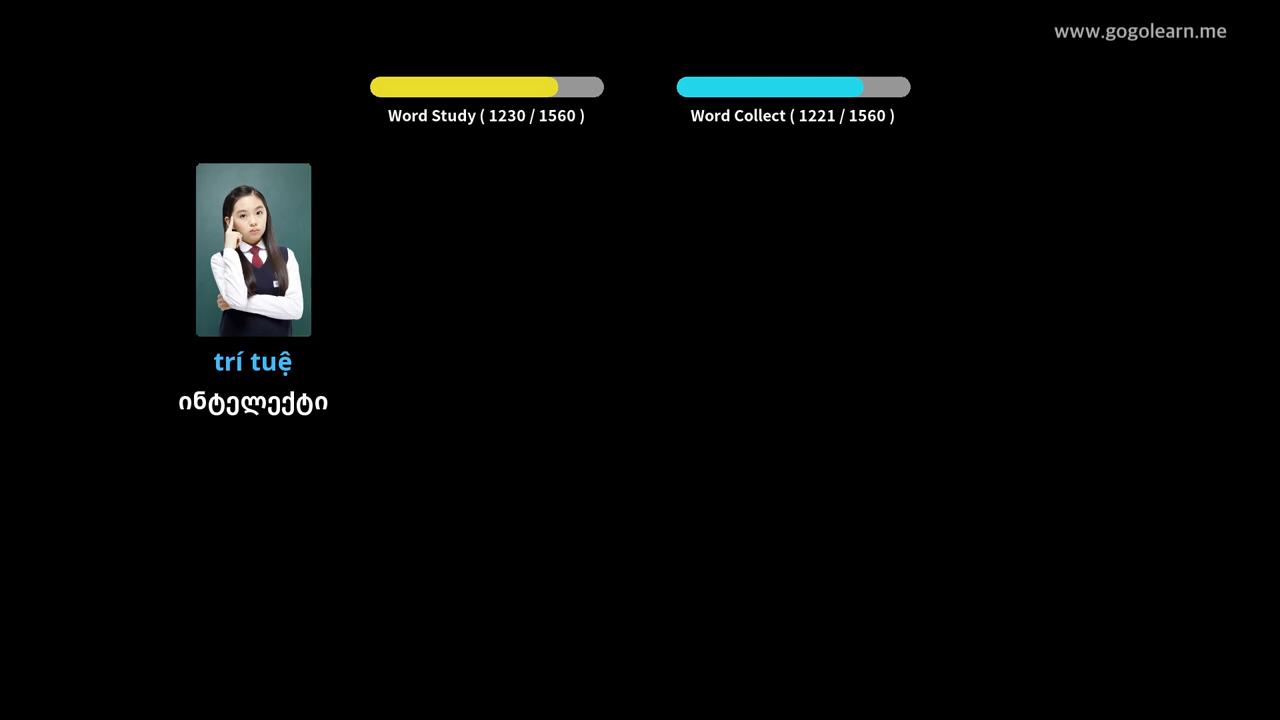 www.gogolearn.me
Word Study ( 1230 / 1560 )
Word Collect ( 1221 / 1560 )
trí tuệ
ინტელექტი